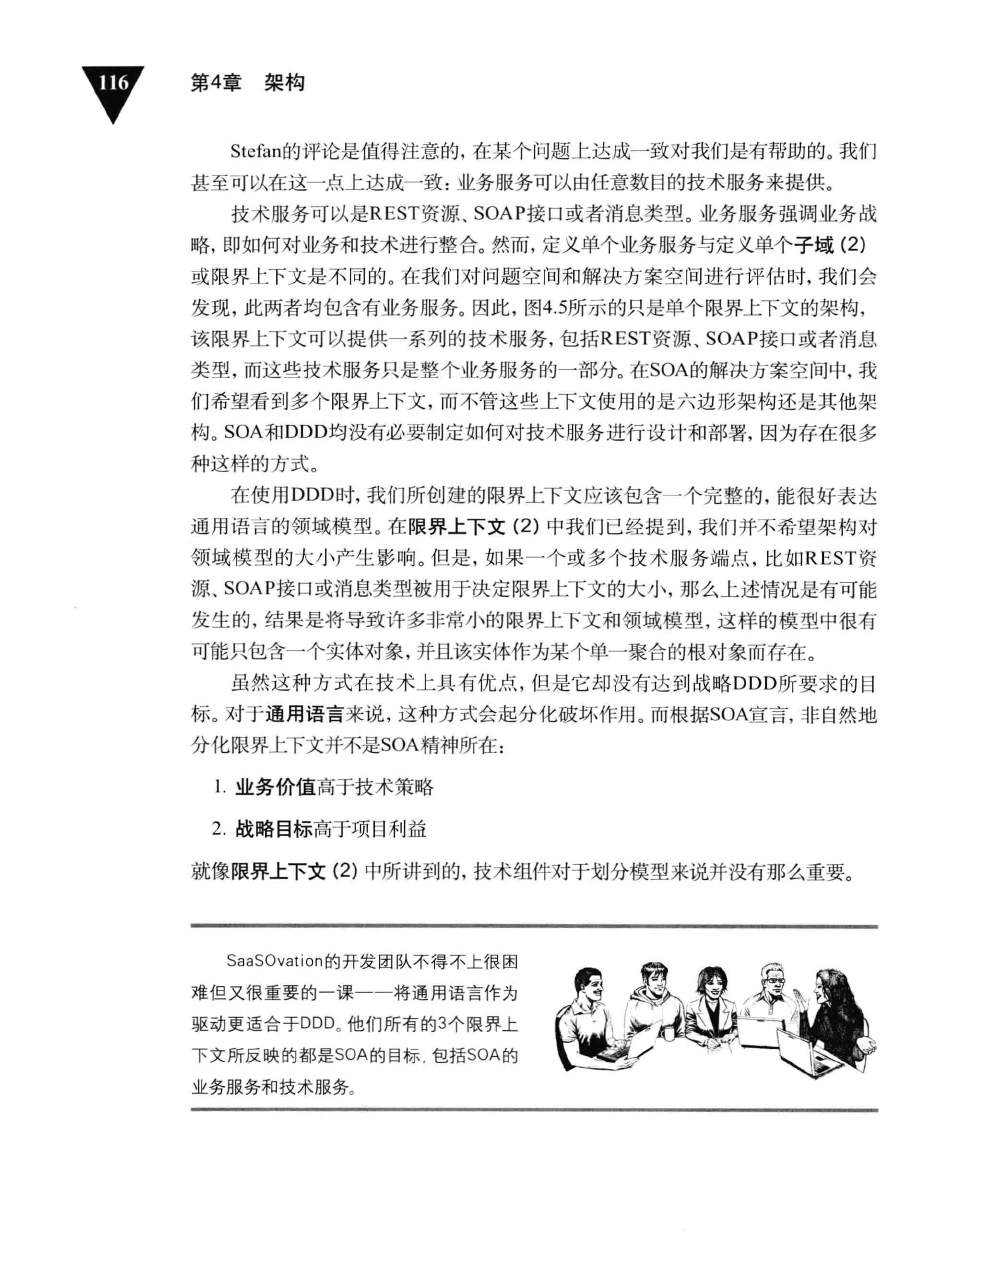 116
第4章 架构
Stefan的评论是值得注意的，在某个问题上达成一致对我们是有帮助的。我们
甚至可以在这一点上达成一致：业务服务可以由任意数目的技术服务来提供。
技术服务可以是REST资源、SOAP接口或者消息类型。业务服务强调业务战
略，即如何对业务和技术进行整合。然而，定义单个业务服务与定义单个子域（2）
或限界上下文是不同的。在我们对问题空间和解决方案空间进行评估时，我们会
发现，此两者均包含有业务服务。因此，图4.5所示的只是单个限界上下文的架构，
该限界上下文可以提供一系列的技术服务，包括REST资源、SOAP接口或者消息
类型，而这些技术服务只是整个业务服务的一部分。在SOA的解决方案空间中，我
们希望看到多个限界上下文，而不管这些上下文使用的是六边形架构还是其他架
构。SOA和DDD均没有必要制定如何对技术服务进行设计和部署，因为存在很多
种这样的方式。
在使用DDD时，我们所创建的限界上下文应该包含一个完整的，能很好表达
通用语言的领域模型。在限界上下文（2）中我们已经提到，我们并不希望架构对
领域模型的大小产生影响。但是，如果一个或多个技术服务端点，比如REST资
源、SOAP接口或消息类型被用于决定限界上下文的大小，那么上述情况是有可能
发生的，结果是将导致许多非常小的限界上下文和领域模型，这样的模型中很有
可能只包含一个实体对象，并且该实体作为某个单一聚合的根对象而存在。
虽然这种方式在技术上具有优点，但是它却没有达到战略DDD所要求的目
标。对于通用语言来说，这种方式会起分化破坏作用。而根据SOA宣言，非自然地
分化限界上下文并不是SOA精神所在：
1. 业务价值高于技术策略
2. 战略目标高于项目利益
就像限界上下文（2）中所讲到的，技术组件对于划分模型来说并没有那么重要。
SaaSOvation的开发团队不得不上很困
难但又很重要的一课——将通用语言作为
驱动更适合于DDD。他们所有的3个限界上
下文所反映的都是SOA的目标，包括SOA的
业务服务和技术服务。